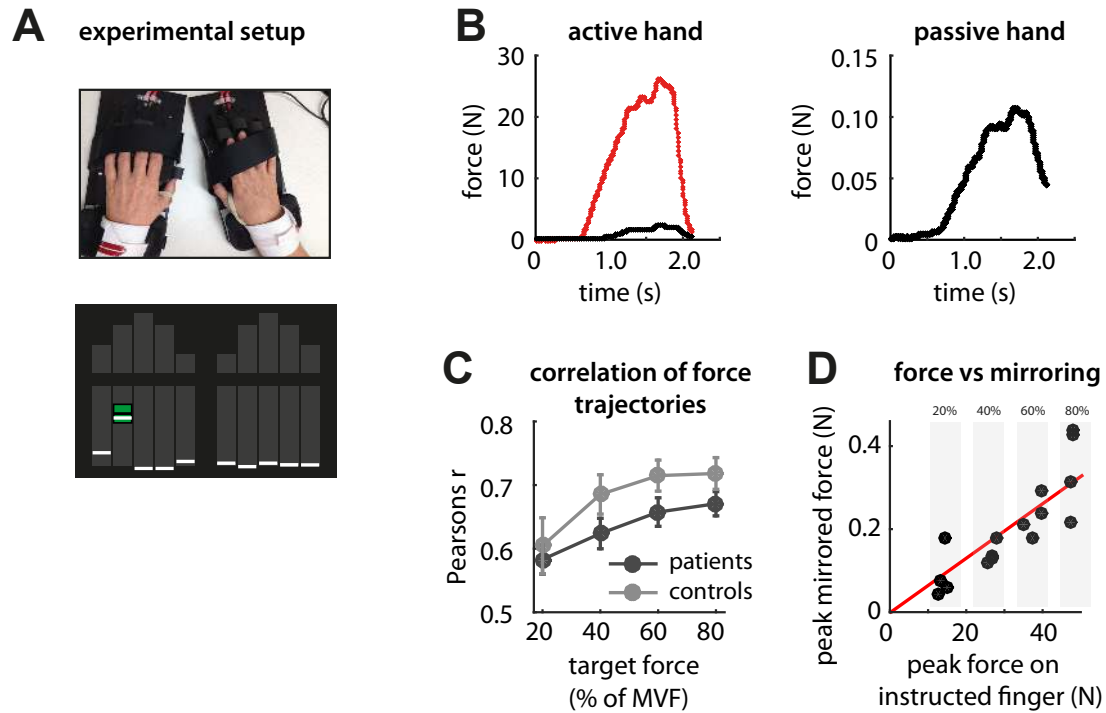 A
experimental setup
B
active hand
force (N)
30
20
10
0
0
1.0
2.0
time (s)
passive hand
force (N)
0.15
0.10
0.05
0
0
1.0
2.0
time (s)
C
correlation of force
trajectories
Pearsons r
0.8
0.7
0.6
0.5
patients
controls
20
40
60
80
target force
(% of MVF)
D
force vs mirroring
20%
40%
60%
80%
peak mirrored force (N)
0.4
0.2
0
0
20
40
peak force on
instructed finger (N)